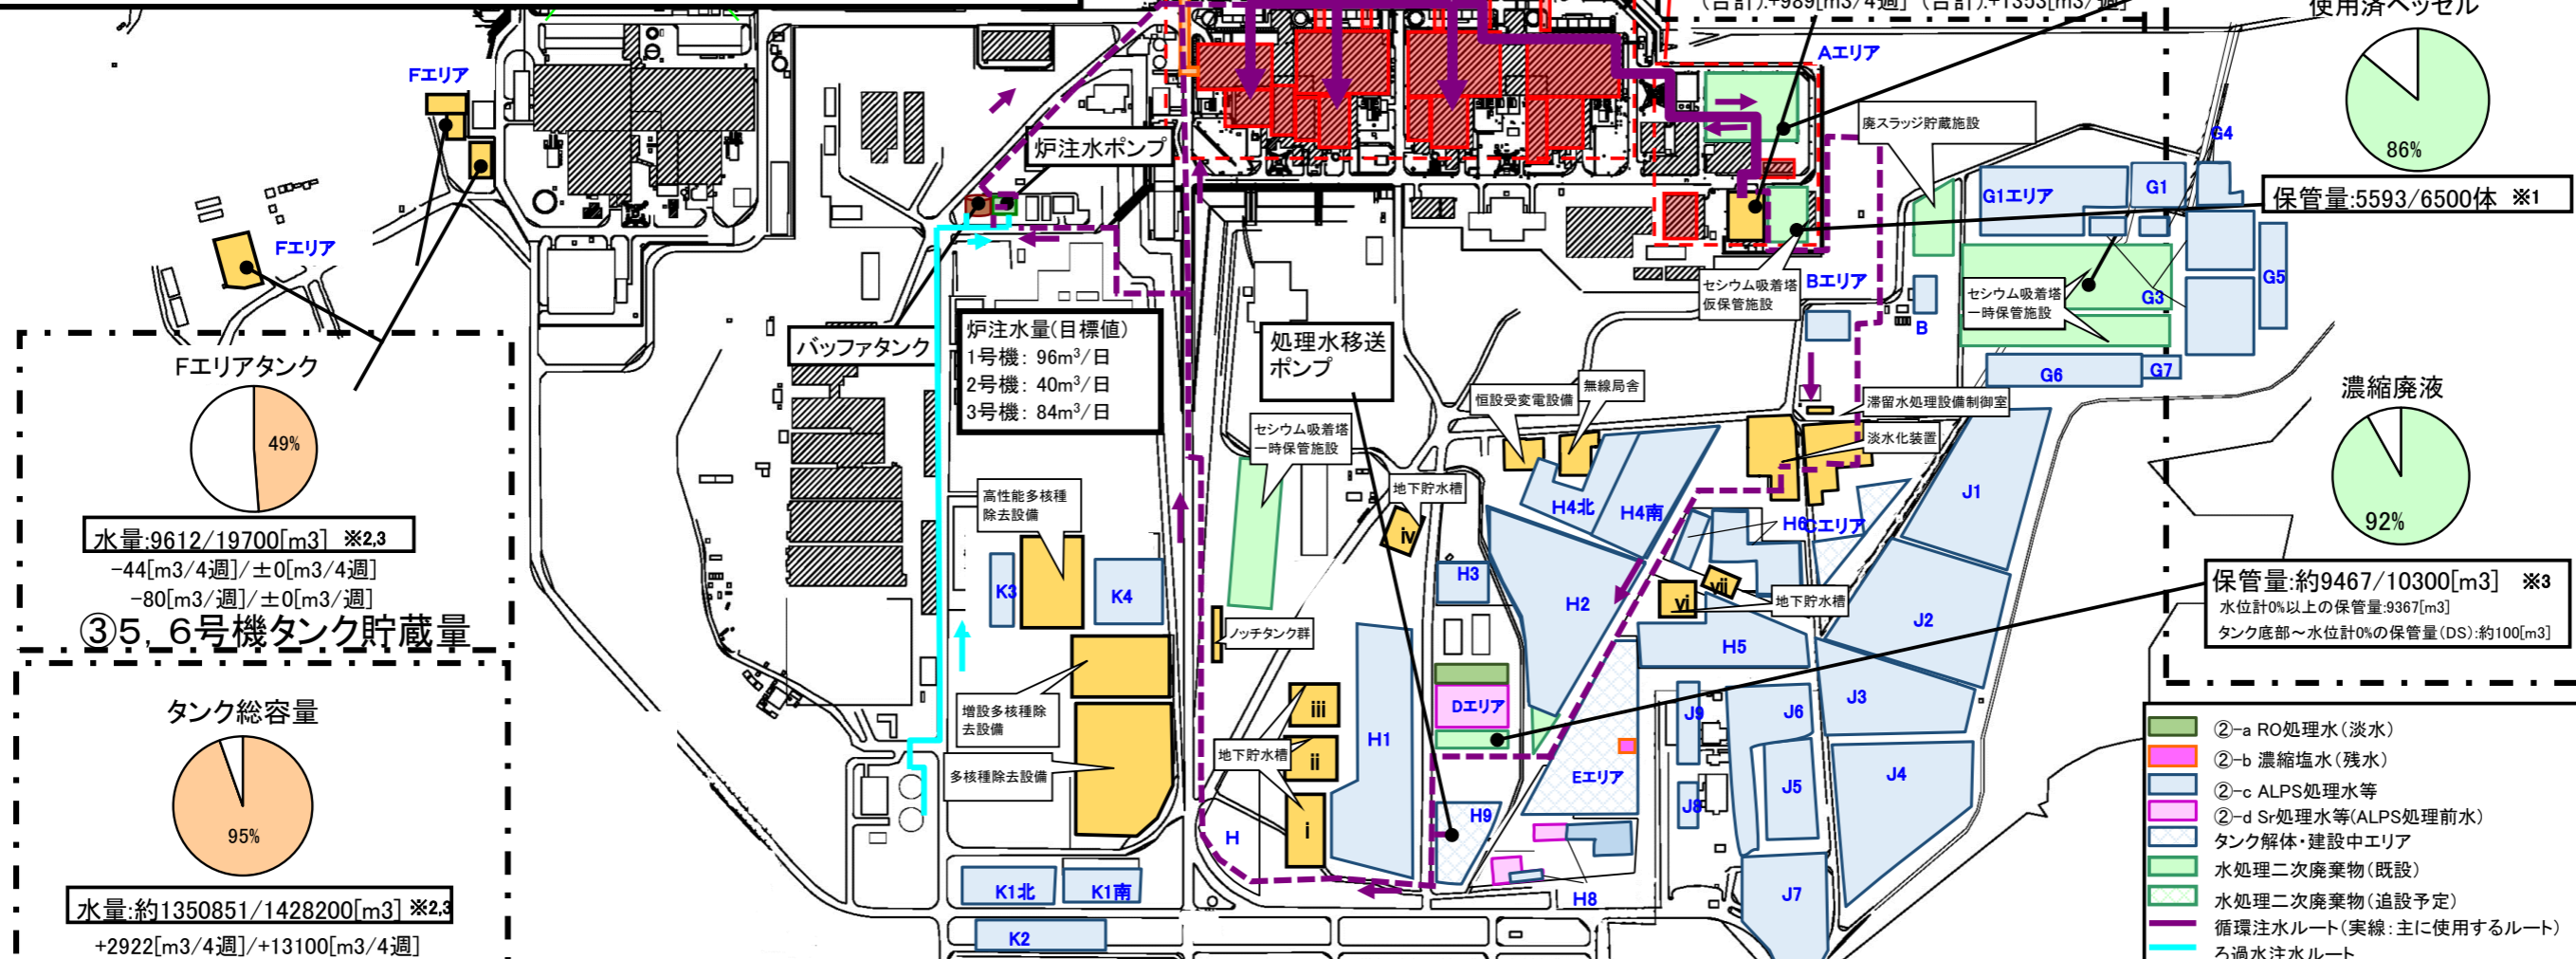 (合計):+989[m3/4週] (合計):+1353[m3/週]
使用済ベッセル
86%
保管量:5593/6500体 ※1
Fエリア
Fエリア
Aエリア
廃スラッジ貯蔵施設
G4
G1エリア
G1
炉注水ポンプ
セシウム吸着塔
仮保管施設
Bエリア
B
セシウム吸着塔
一時保管施設
G3
G5
G6
G7
Fエリアタンク
49%
水量:9612/19700[m3] ※2,3
-44[m3/4週]/±0[m3/4週]
-80[m3/週]/±0[m3/週]
③5, 6号機タンク貯蔵量
タンク総容量
95%
水量:約1350851/1428200[m3] ※2,3
+2922[m3/4週]/+13100[m3/4週]
バッファタンク
炉注水量(目標値)
1号機: 96m³/日
2号機: 40m³/日
3号機: 84m³/日
処理水移送
ポンプ
恒設受変電設備
無線局舎
滞留水処理設備制御室
淡水化装置
セシウム吸着塔
一時保管施設
高性能多核種
除去設備
地下貯水槽
iv
H4北
H4南
H6
Cエリア
J1
K3
K4
H3
H2
vi
vii
地下貯水槽
J2
ノッチタンク群
H5
増設多核種除
去設備
多核種除去設備
iii
ii
i
地下貯水槽
H1
Dエリア
Eエリア
J9
J6
J3
J8
J5
J4
H
H9
H8
J7
K1北
K1南
K2
濃縮廃液
92%
保管量:約9467/10300[m3] ※3
水位計0%以上の保管量:9367[m3]
タンク底部～水位計0%の保管量(DS):約100[m3]
②-a RO処理水(淡水)
②-b 濃縮塩水(残水)
②-c ALPS処理水等
②-d Sr処理水等(ALPS処理前水)
タンク解体・建設中エリア
水処理二次廃棄物(既設)
水処理二次廃棄物(追設予定)
循環注水ルート(実線:主に使用するルート)
ろ過水注水ルート